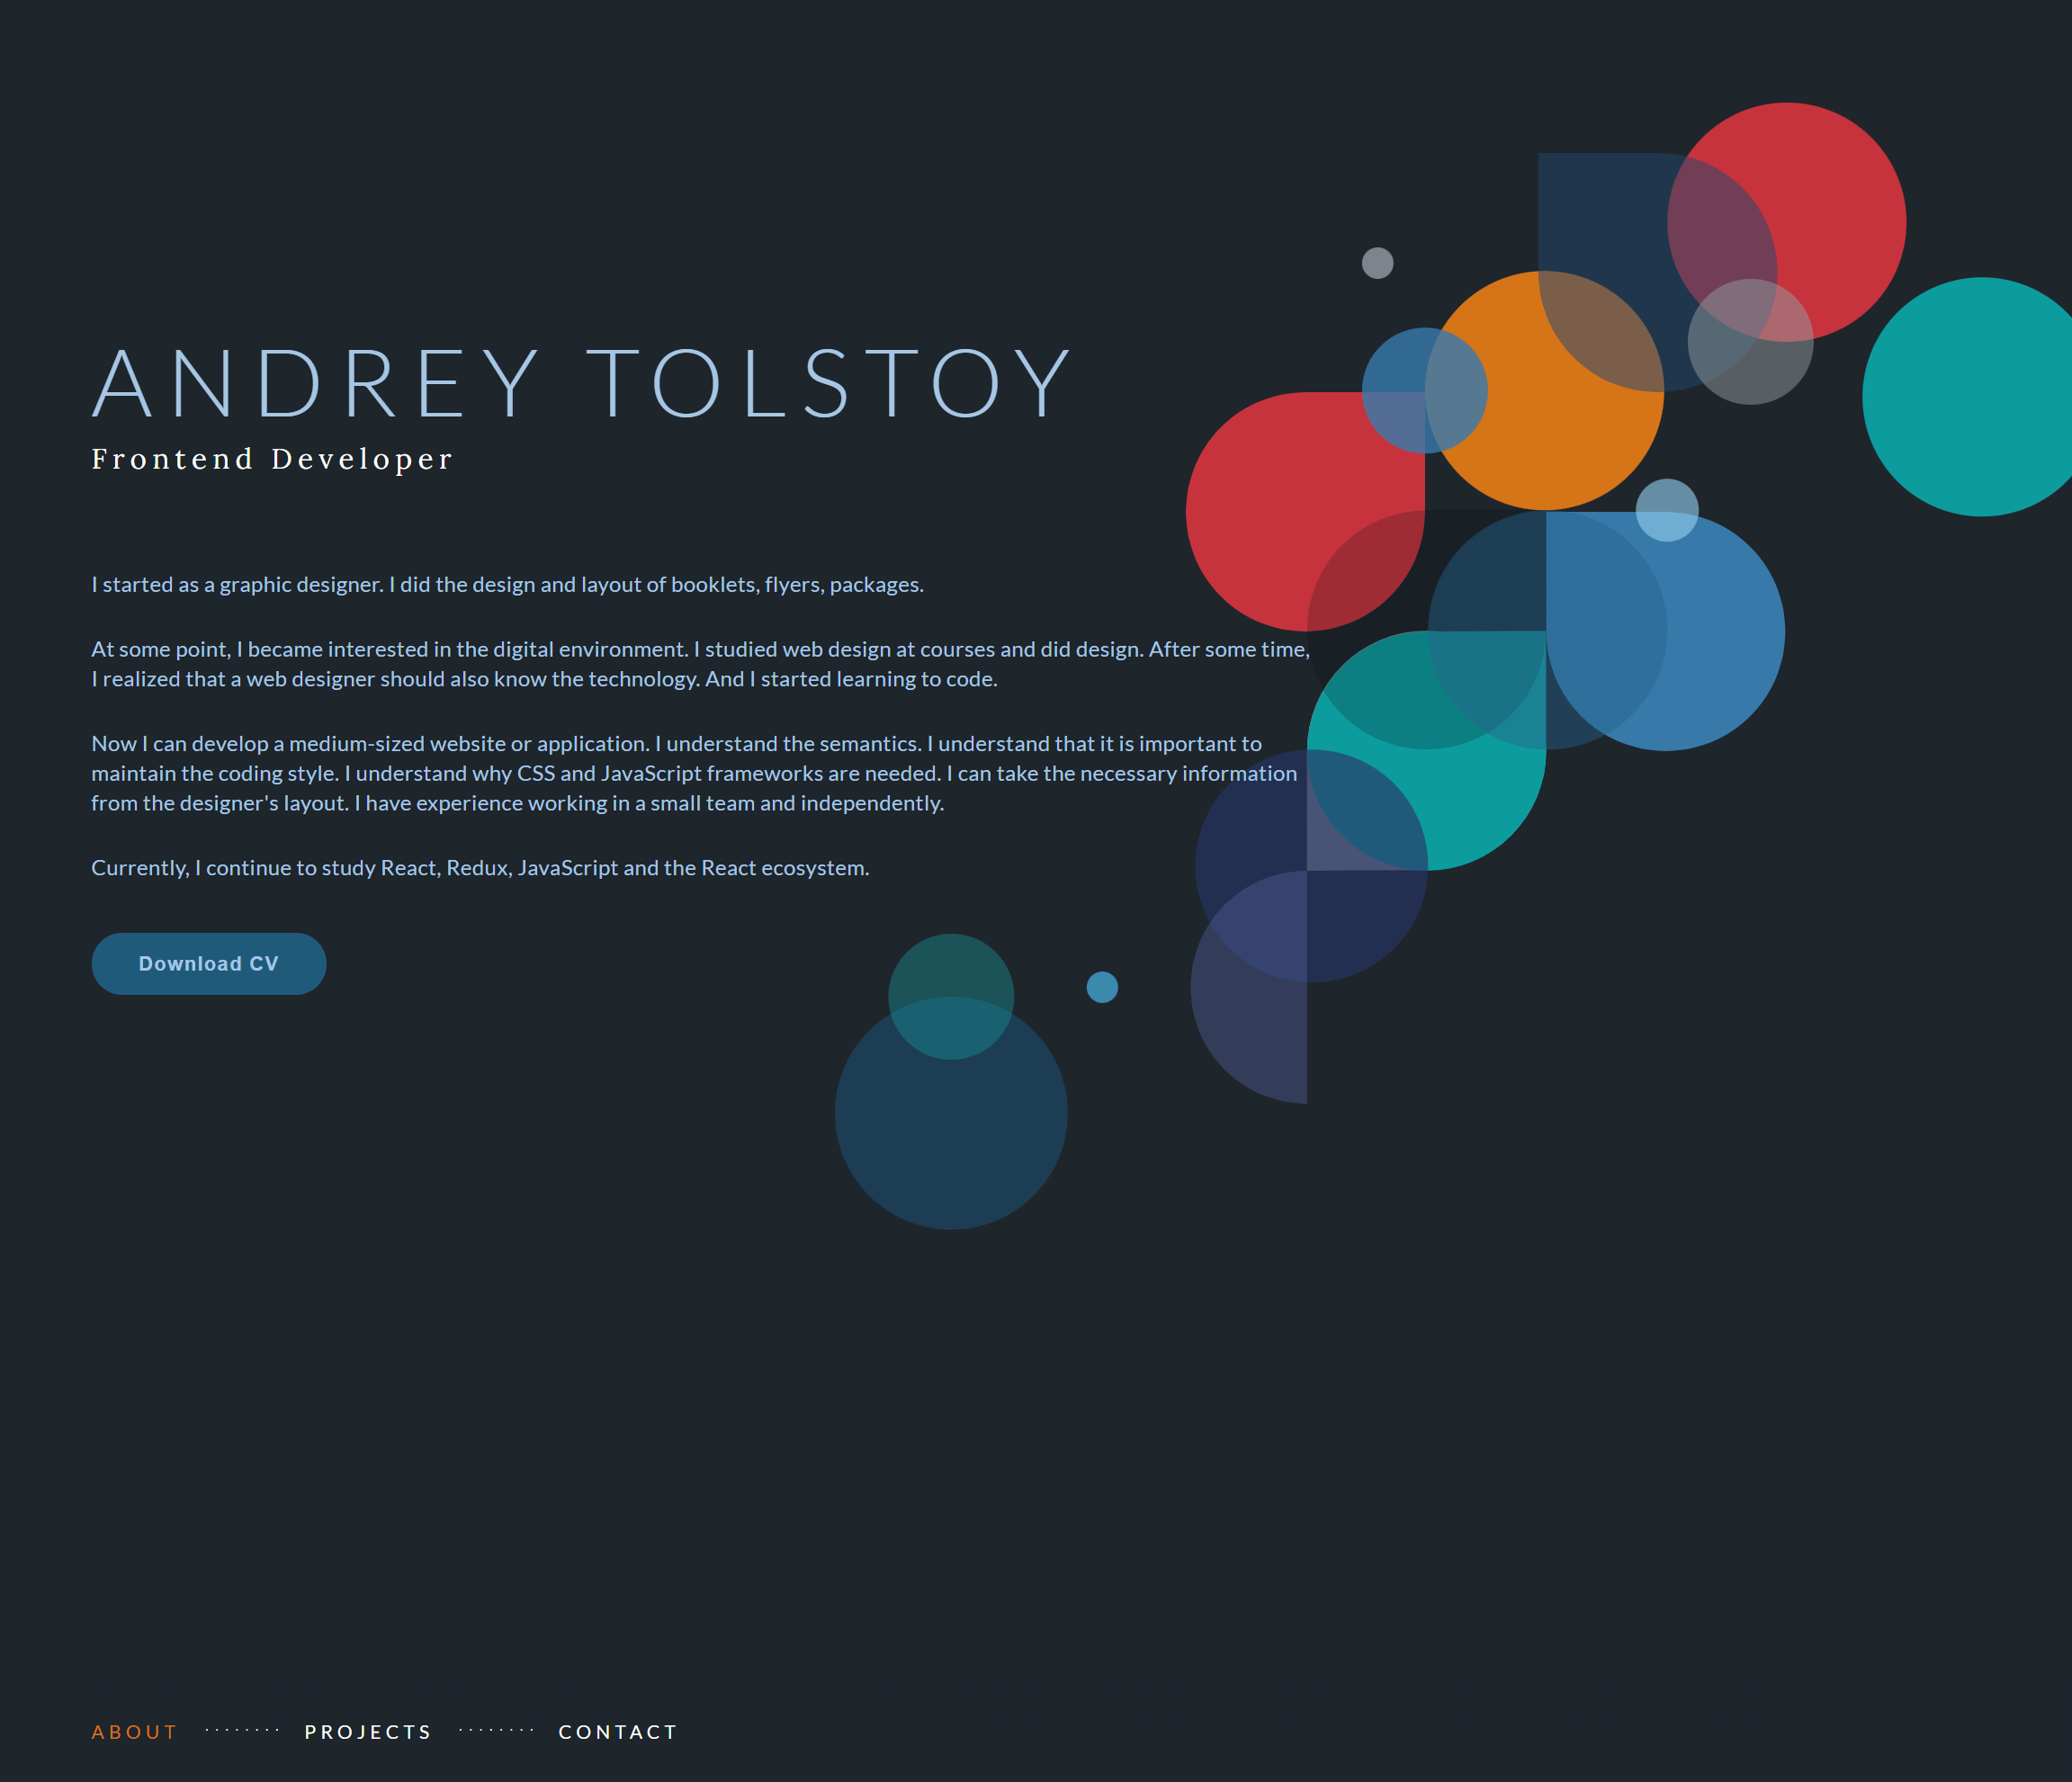 ANDREY TOLSTOY
Frontend Developer
I started as a graphic designer. I did the design and layout of booklets, flyers, packages.
At some point, I became interested in the digital environment. I studied web design at courses and did design. After some time,
I realized that a web designer should also know the technology. And I started learning to code.
Now I can develop a medium-sized website or application. I understand the semantics. I understand that it is important to
maintain the coding style. I understand why CSS and JavaScript frameworks are needed. I can take the necessary information
from the designer's layout. I have experience working in a small team and independently.
Currently, I continue to study React, Redux, JavaScript and the React ecosystem.
Download CV
ABOUT ........ PROJECTS ........ CONTACT